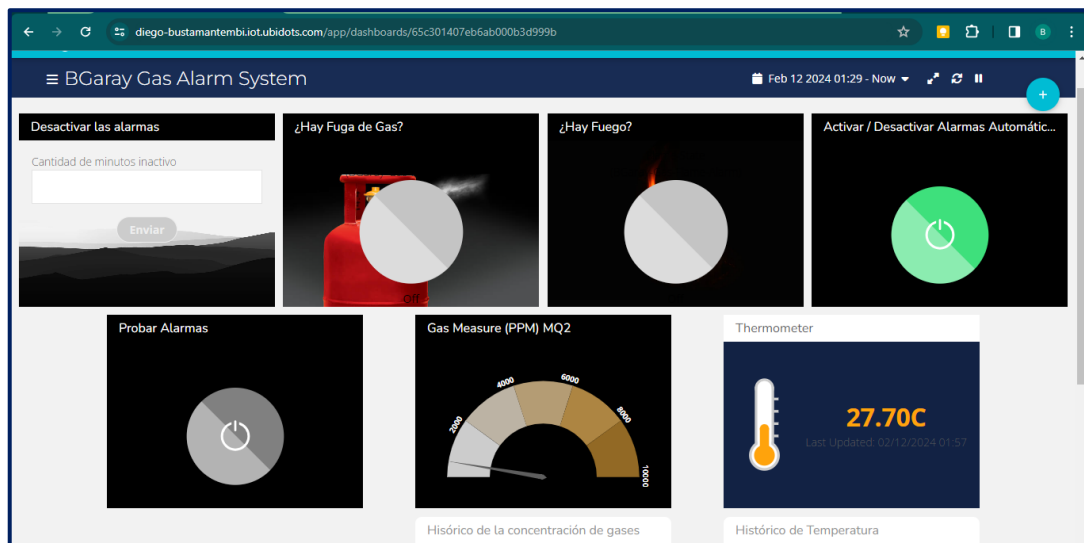 diego-bustamantembi.iot.ubidots.com/app/dashboards/65c301407eb6ab000b3d999b
B
BGaray Gas Alarm System
Feb 12 2024 01:29 - Now
+
Desactivar las alarmas
Cantidad de minutos inactivo
Enviar
¿Hay Fuga de Gas?
Off
¿Hay Fuego?
Activar / Desactivar Alarmas Automátic...
Probar Alarmas
Gas Measure (PPM) MQ2
2000
4000
6000
8000
10000
Thermometer
27.70C
Last Updated: 02/12/2024 01:57
Hisórico de la concentración de gases
Histórico de Temperatura